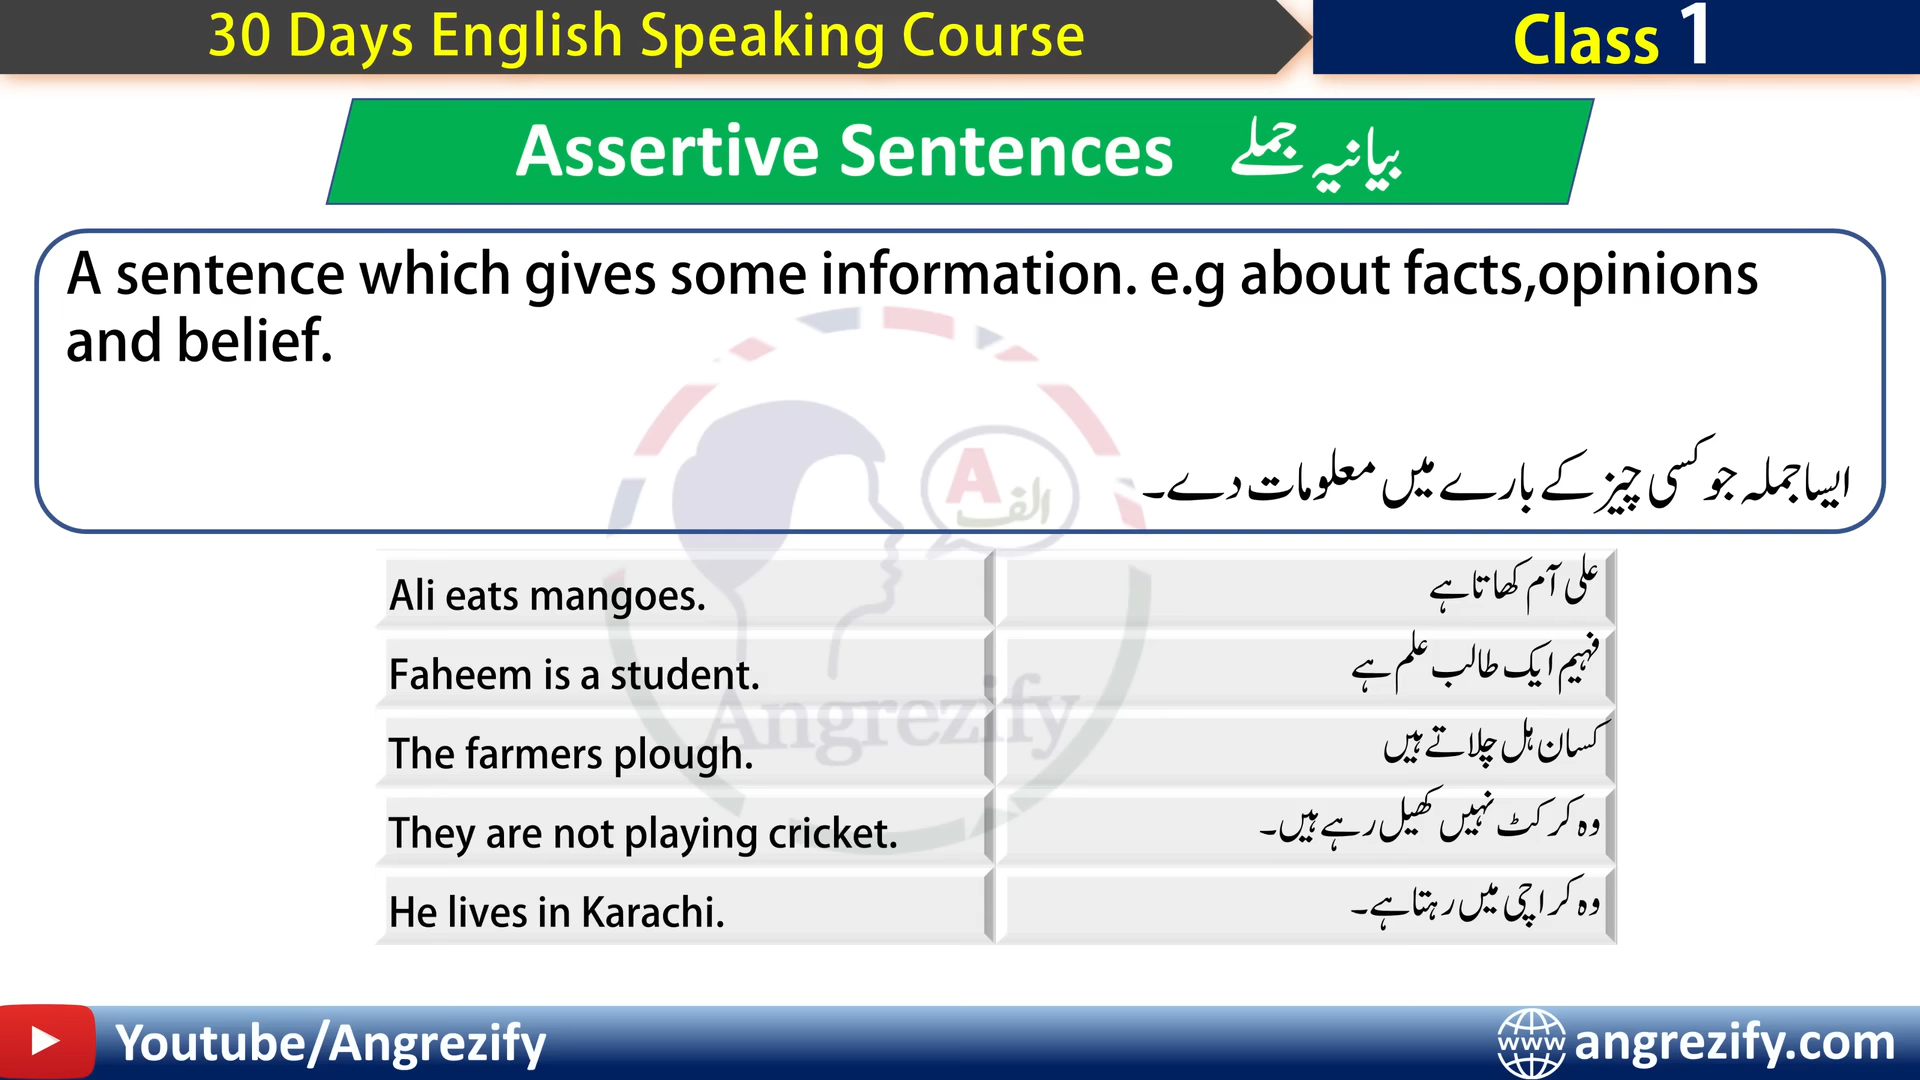 30 Days English Speaking Course
Class 1
Assertive Sentences بیانیہ جملے
A sentence which gives some information. e.g about facts,opinions
and belief.
ایسا جملہ جو کسی چیز کے بارے میں معلومات دے۔
A الف
Angrezify
Ali eats mangoes. علی آم کھاتا ہے
Faheem is a student. فہیم ایک طالب علم ہے
The farmers plough. کسان ہل چلاتے ہیں
They are not playing cricket. وہ کرکٹ نہیں کھیل رہے ہیں۔
He lives in Karachi. وہ کراچی میں رہتا ہے۔
Youtube/Angrezify
www angrezify.com